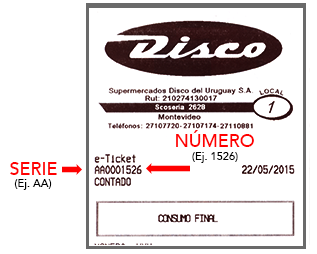 Disco
Supermercados Disco del Uruguay S.A.
Rut: 210274130017
Scoseria 2628
LOCAL
1
Montevideo
Teléfonos: 27107720-27107174-27110881
NÚMERO
(Ej. 1526)
e-Ticket
SERIE
(Ej. AA)
AA0001526
22/05/2015
CONTADO
CONSUMO FINAL